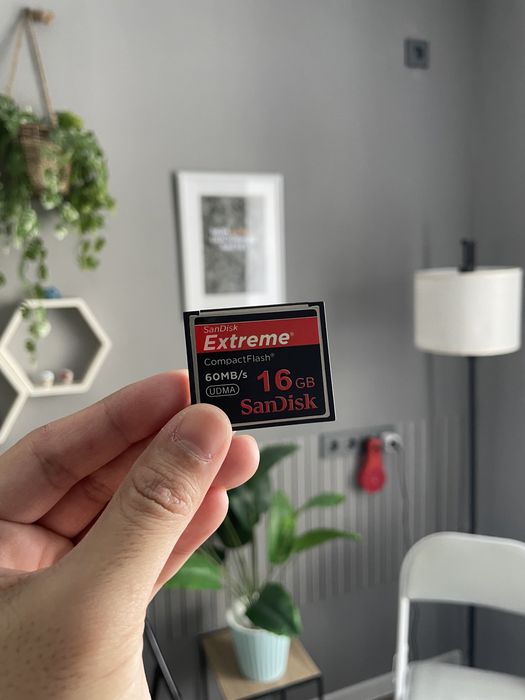 SanDisk
Extreme®
CompactFlash®
60MB/s 16 GB
UDMA
SanDisk